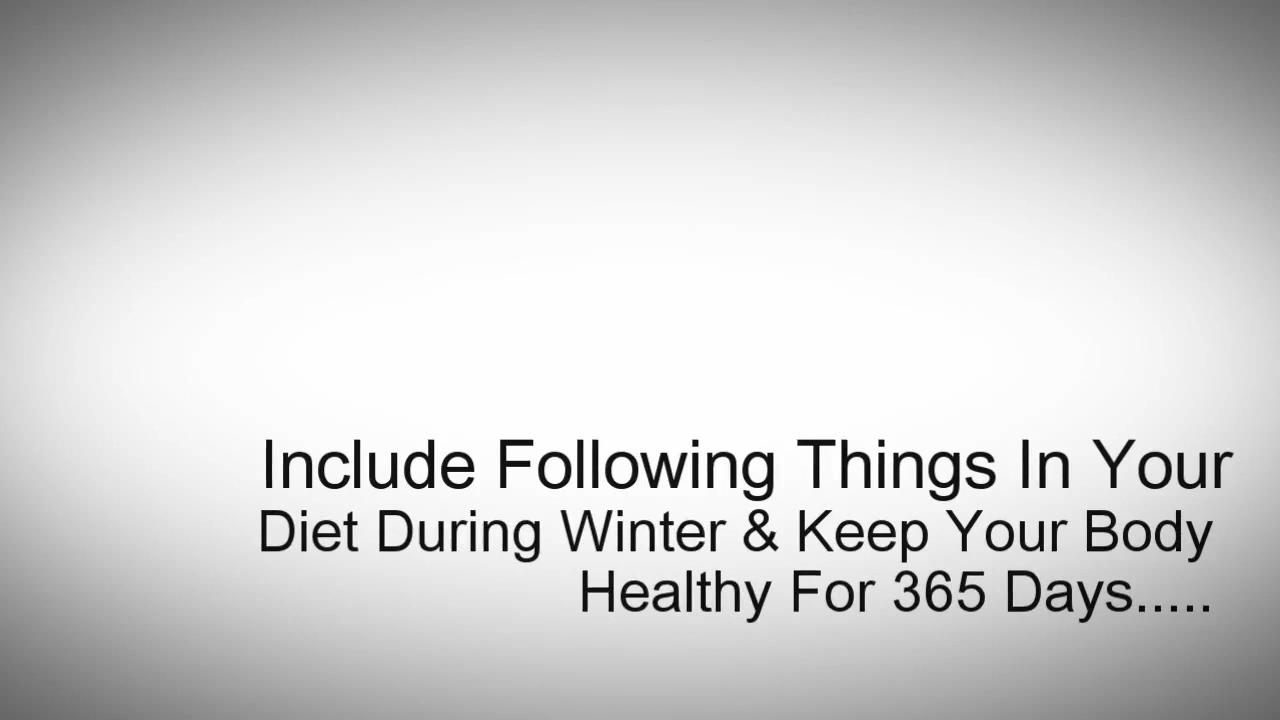 Include Following Things In Your
Diet During Winter & Keep Your Body
Healthy For 365 Days.....